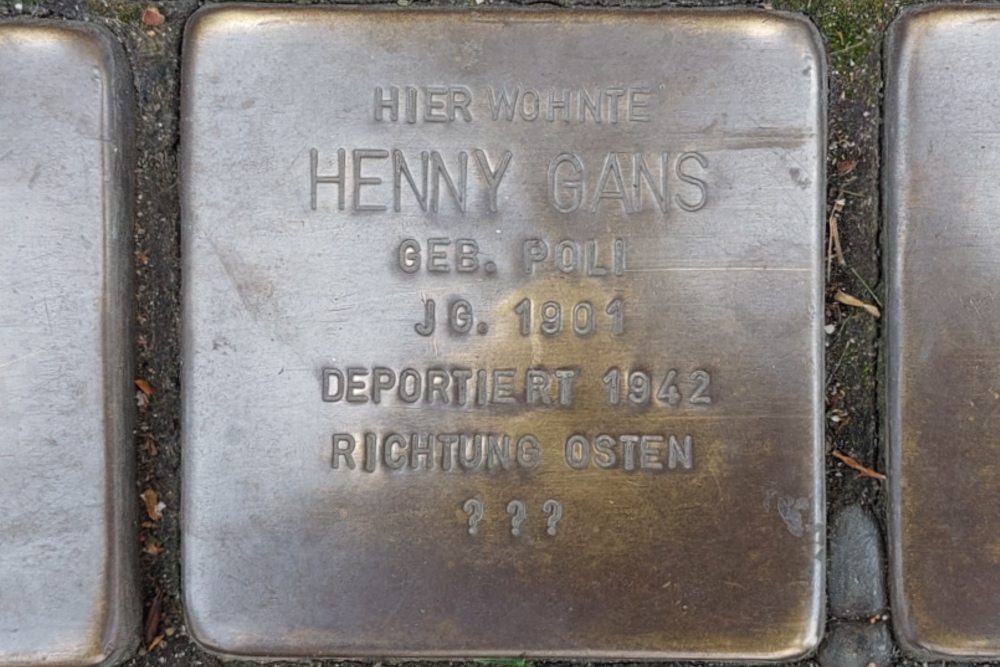 HIER WOHNTE
HENNY GANS
GEB. POLI
JG. 1901
DEPORTIERT 1942
RICHTUNG OSTEN
???